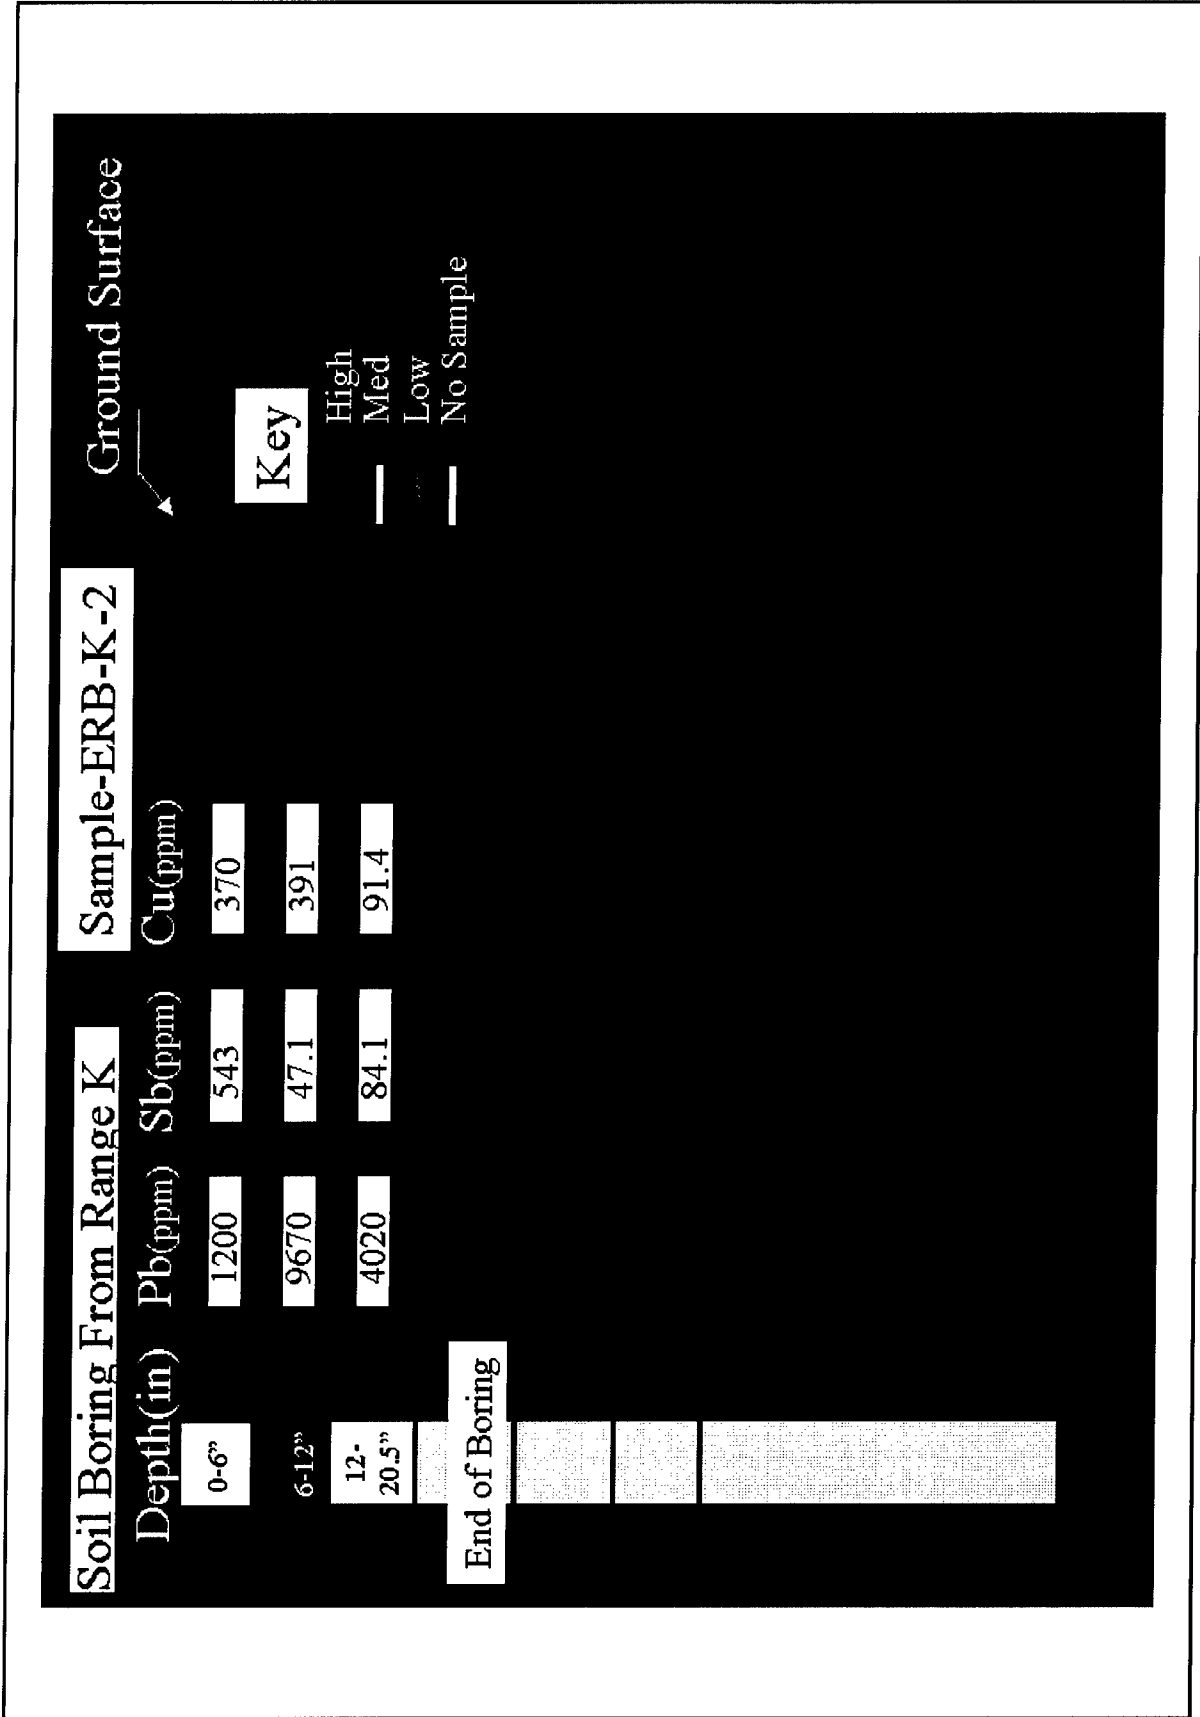 Soil Boring From Range K
Sample-ERB-K-2
Ground Surface
Depth(in) Pb(ppm) Sb(ppm) Cu(ppm)
0-6” 1200 543 370
6-12” 9670 47.1 391
12-
20.5” 4020 84.1 91.4
End of Boring
Key
High
Med
Low
No Sample